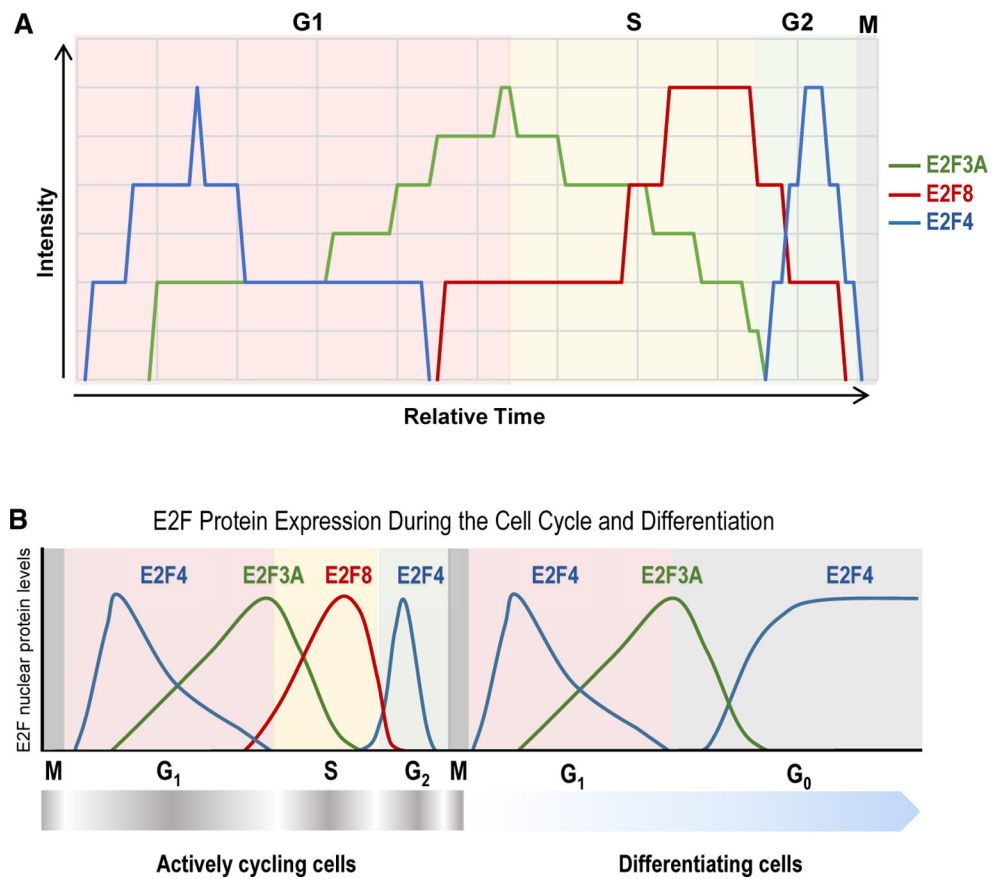 A
G1 S G2 M
Intensity
E2F3A
E2F8
E2F4
Relative Time
B
E2F Protein Expression During the Cell Cycle and Differentiation
E2F nuclear protein levels
E2F4 E2F3A E2F8 E2F4 E2F4 E2F3A E2F4
M G1 S G2 M G1 G0
Actively cycling cells Differentiating cells